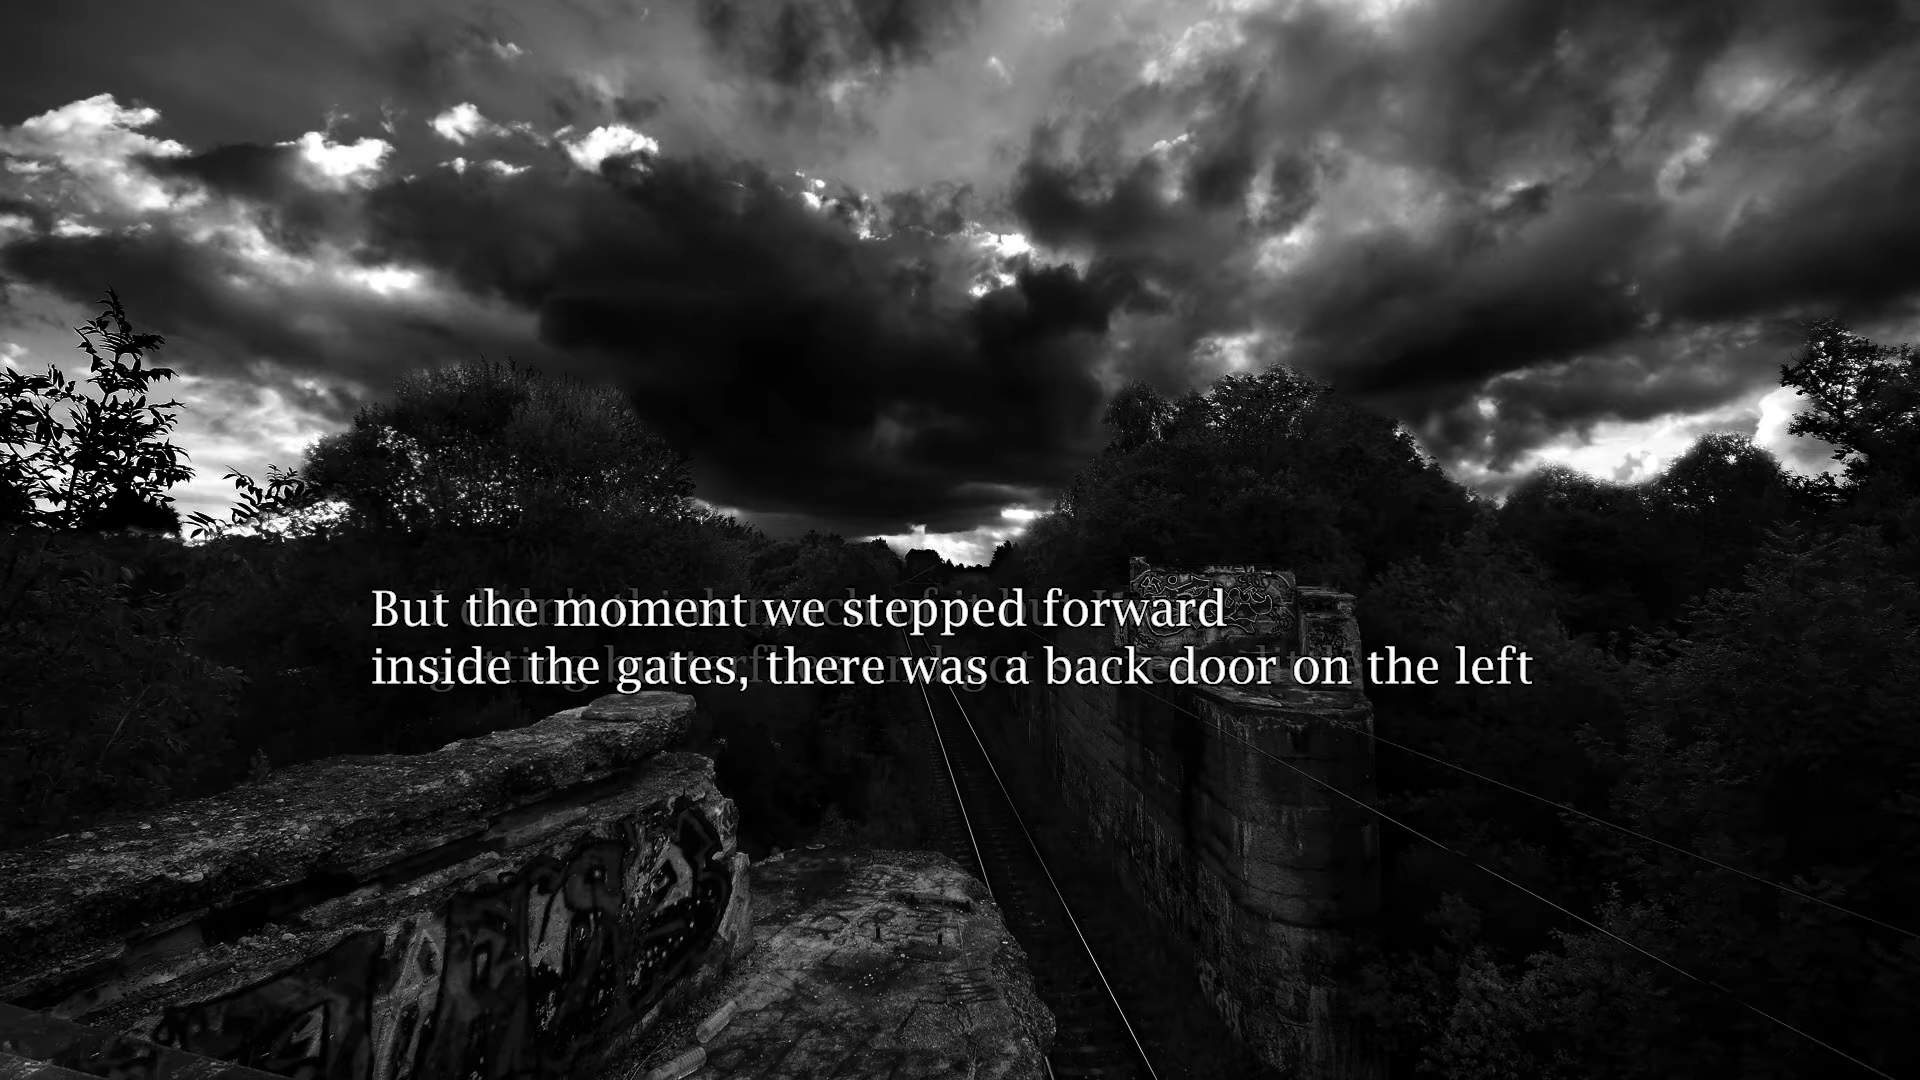 But the moment we stepped forward
inside the gates, there was a back door on the left